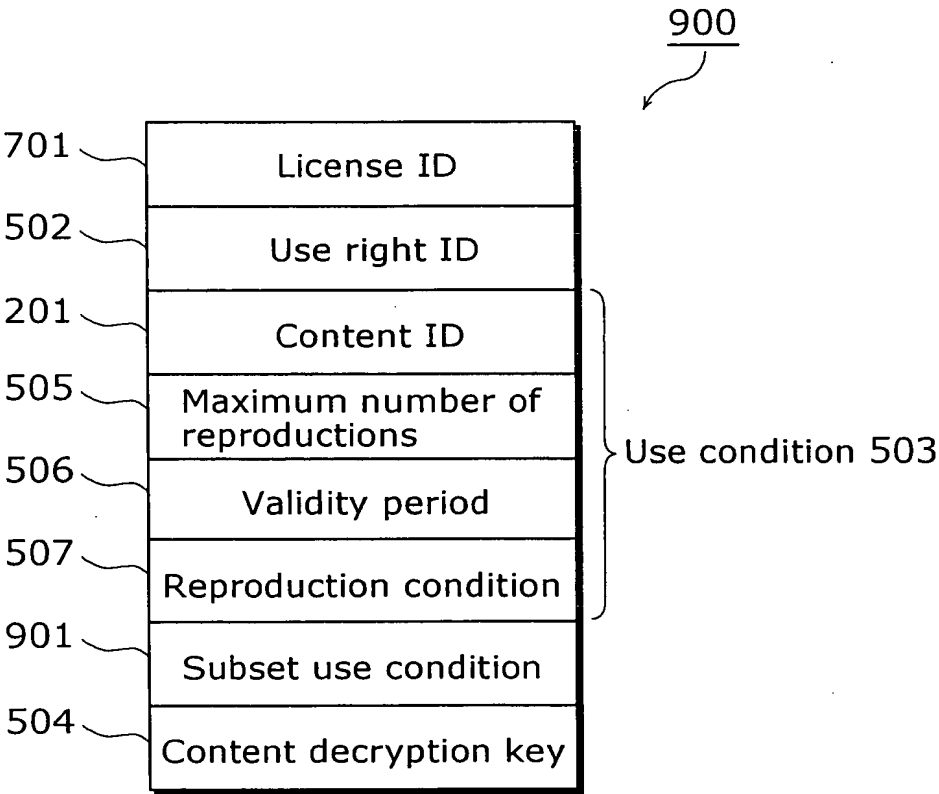 900
701
License ID
502
Use right ID
201
Content ID
505
Maximum number of
reproductions
Use condition 503
506
Validity period
507
Reproduction condition
901
Subset use condition
504
Content decryption key